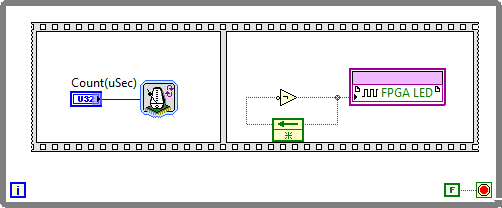 Count(uSec)
U32
FPGA LED
i
F